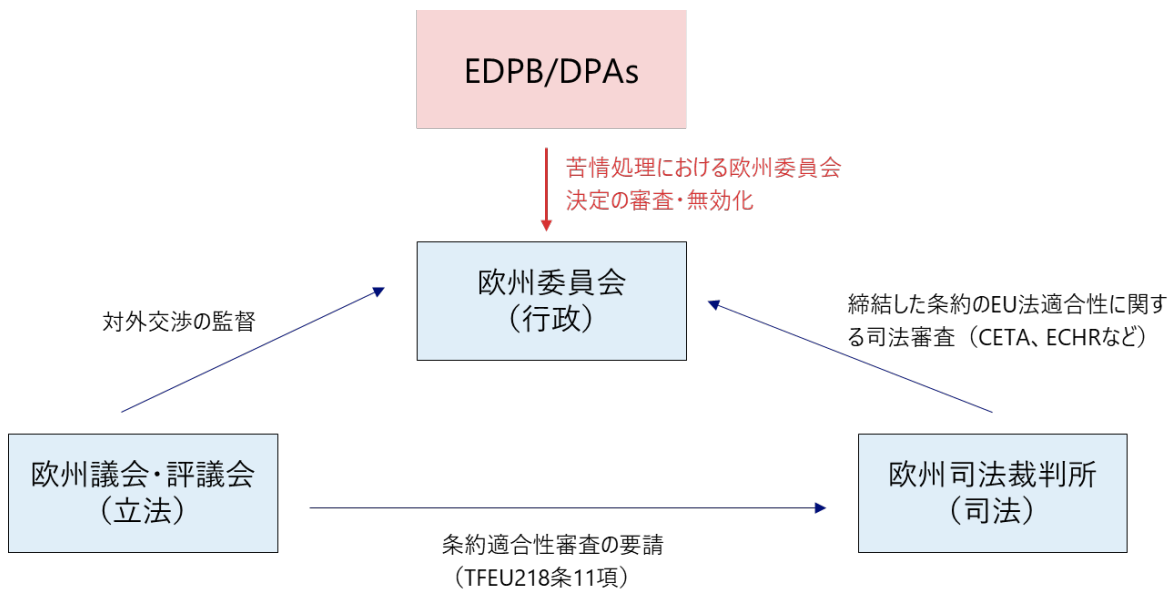 EDPB/DPAs
苦情処理における欧州委員会
決定の審査・無効化
欧州委員会
（行政）
対外交渉の監督
締結した条約のEU法適合性に関す
る司法審査（CETA、ECHRなど）
欧州議会・評議会
（立法）
欧州司法裁判所
（司法）
条約適合性審査の要請
（TFEU218条11項）